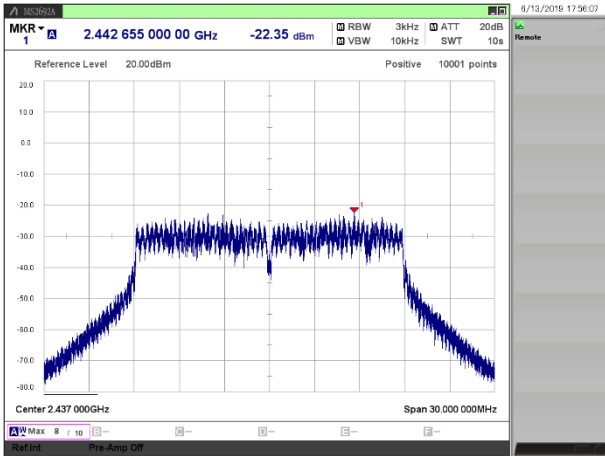 MS2692A
6/13/2019 17:56:07
MKR 1 A 2.442 655 000 00 GHz -22.35 dBm
M RBW 3kHz M ATT 20dB
M VBW 10kHz SWT 10s
Remote
Reference Level 20.00dBm Positive 10001 points
20.0
10.0
0.0
-10.0
1
-20.0
-30.0
-40.0
-50.0
-60.0
-70.0
-80.0
Center 2.437 000GHz Span 30.000 000MHz
A W Max 8 / 10
Ref.Int Pre-Amp Off